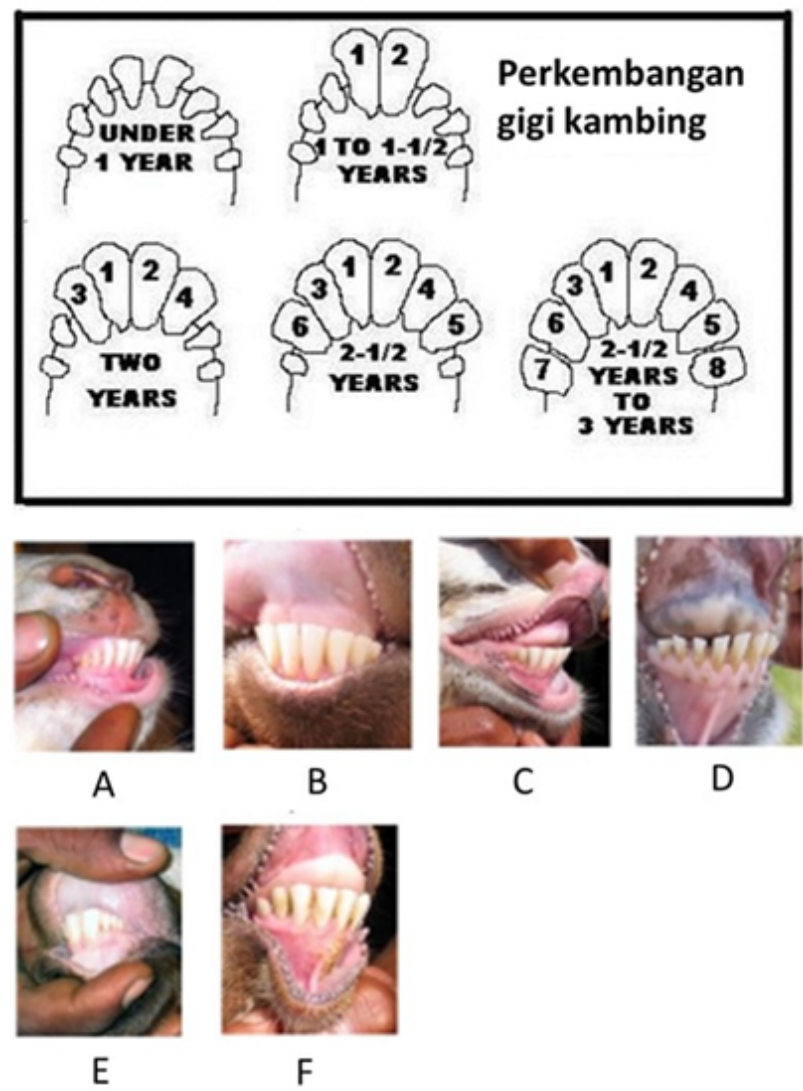 Perkembangan
gigi kambing
UNDER
1 YEAR
1 2
1 TO 1-1/2
YEARS
3 1 2 4
TWO
YEARS
6 3 1 2 4 5
2-1/2
YEARS
7 6 3 1 2 4 5 8
2-1/2
YEARS
TO
3 YEARS
A B C D
E F